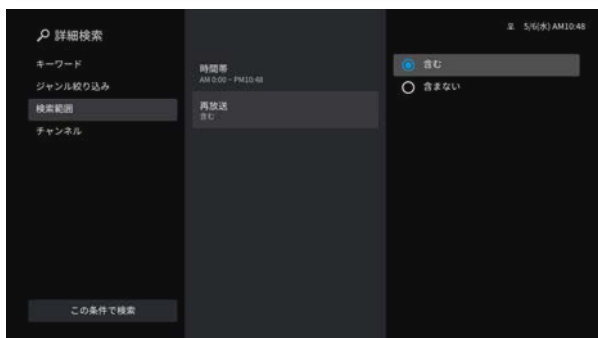 詳細検索
キーワード
ジャンル絞り込み
検索範囲
チャンネル
この条件で検索
時間帯
AM 0:00 ~ PM10:48
再放送
含む
5/6(水) AM10:48
含む
含まない